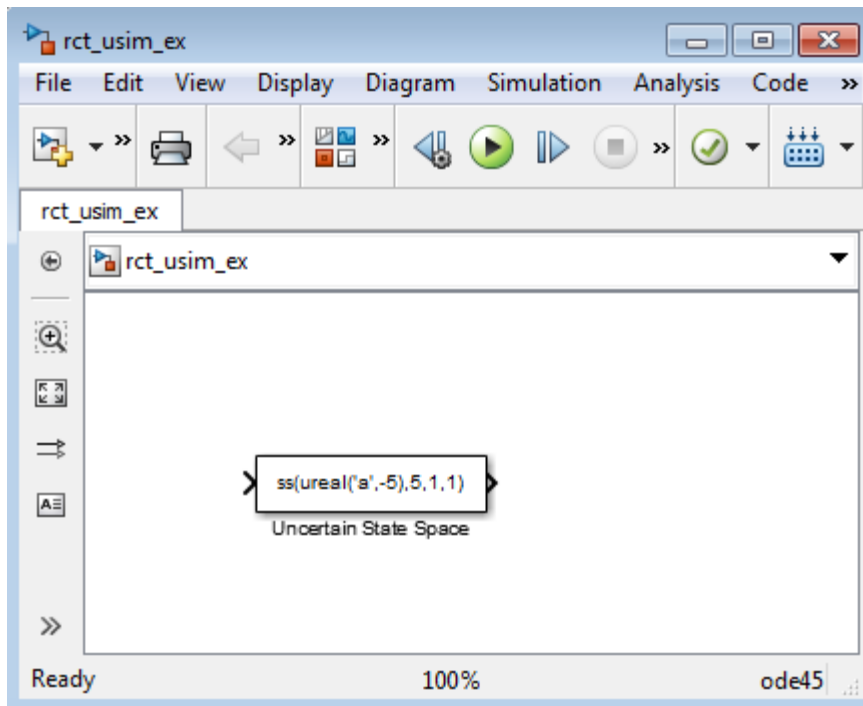 rct_usim_ex
File Edit View Display Diagram Simulation Analysis Code »
rct_usim_ex
rct_usim_ex
ss(ureal('a',-5),5,1,1)
Uncertain State Space
Ready 100% ode45